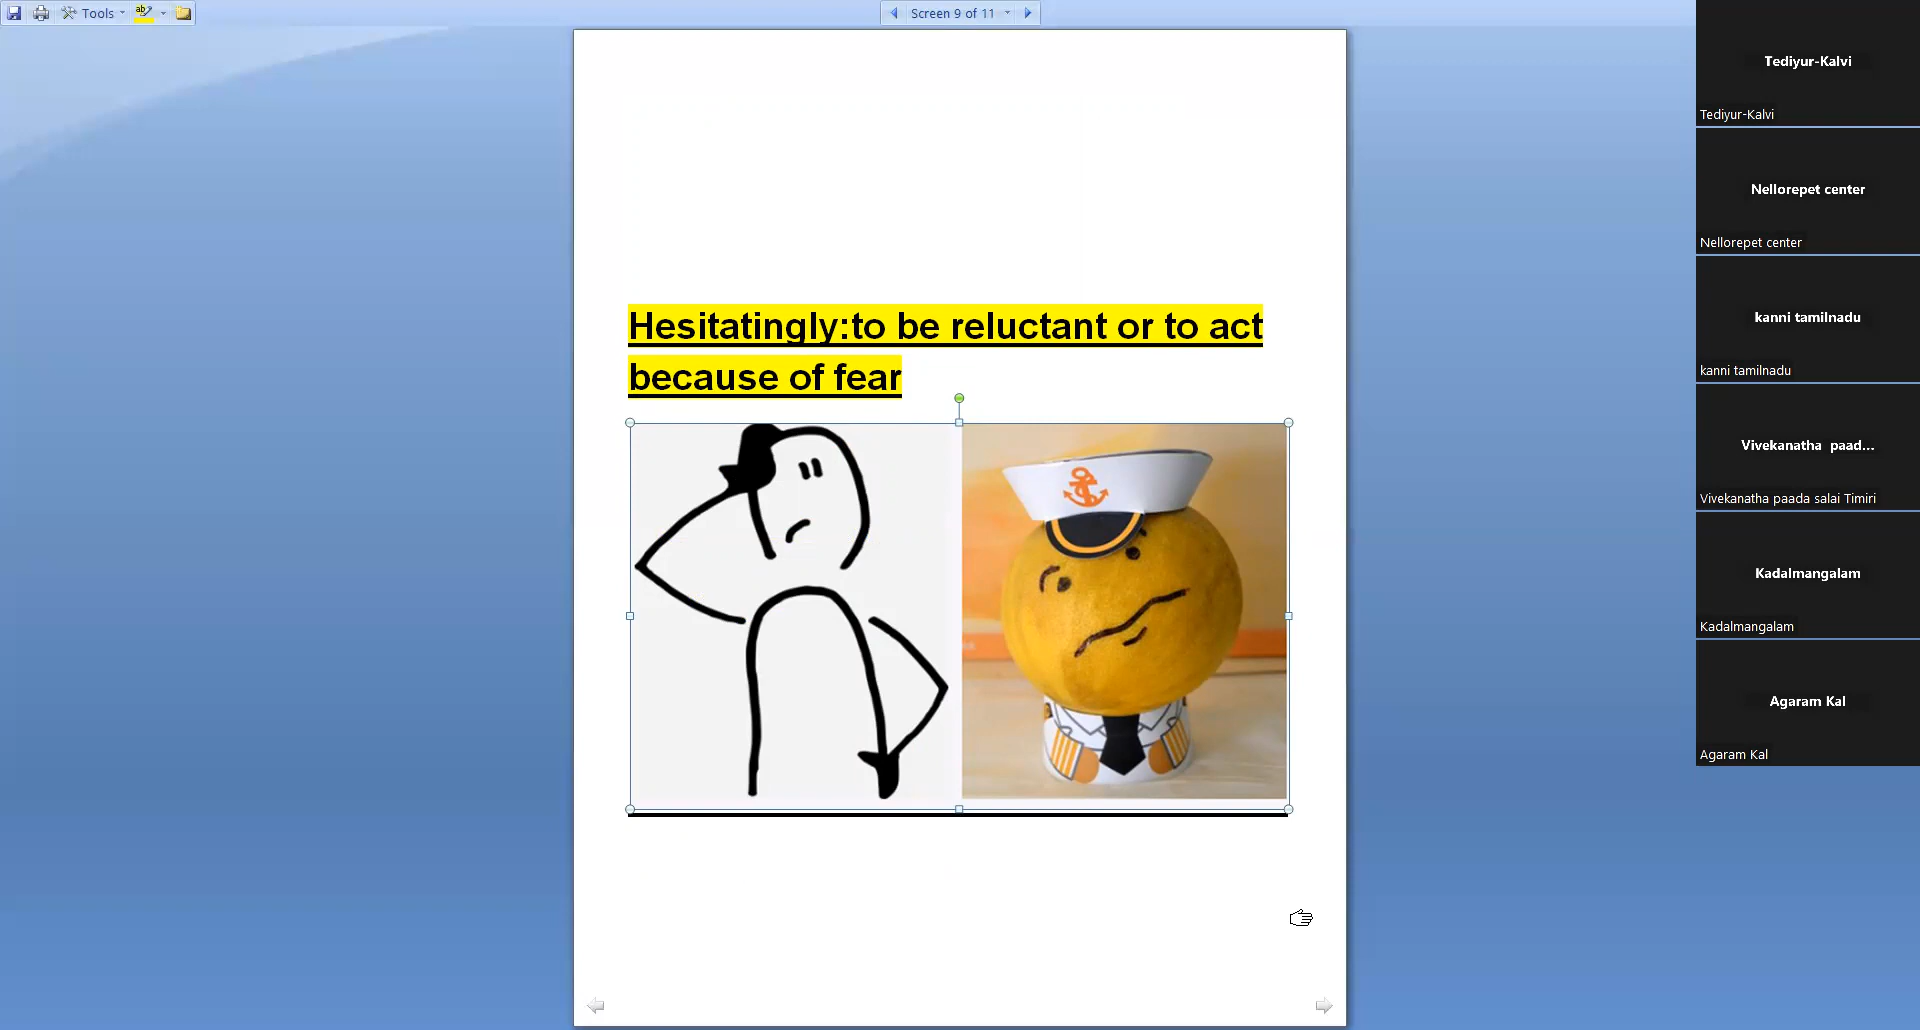 Tools
Screen 9 of 11
Hesitatingly:to be reluctant or to act
because of fear
Tediyur-Kalvi
Tediyur-Kalvi
Nellorepet center
Nellorepet center
kanni tamilnadu
kanni tamilnadu
Vivekanatha paad...
Vivekanatha paada salai Timiri
Kadalmangalam
Kadalmangalam
Agaram Kal
Agaram Kal